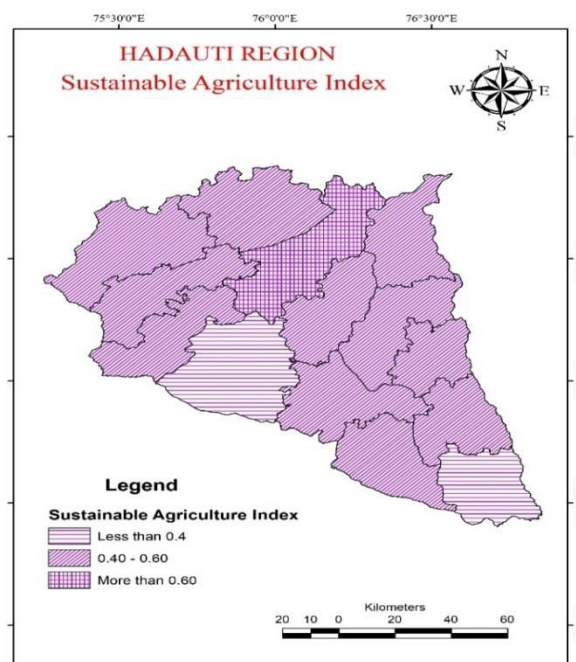 75°30'0"E 76°0'0"E 76°30'0"E
HADAUTI REGION
Sustainable Agriculture Index
N
W E
S
Legend
Sustainable Agriculture Index
Less than 0.4
0.40 - 0.60
More than 0.60
Kilometers
20 10 0 20 40 60